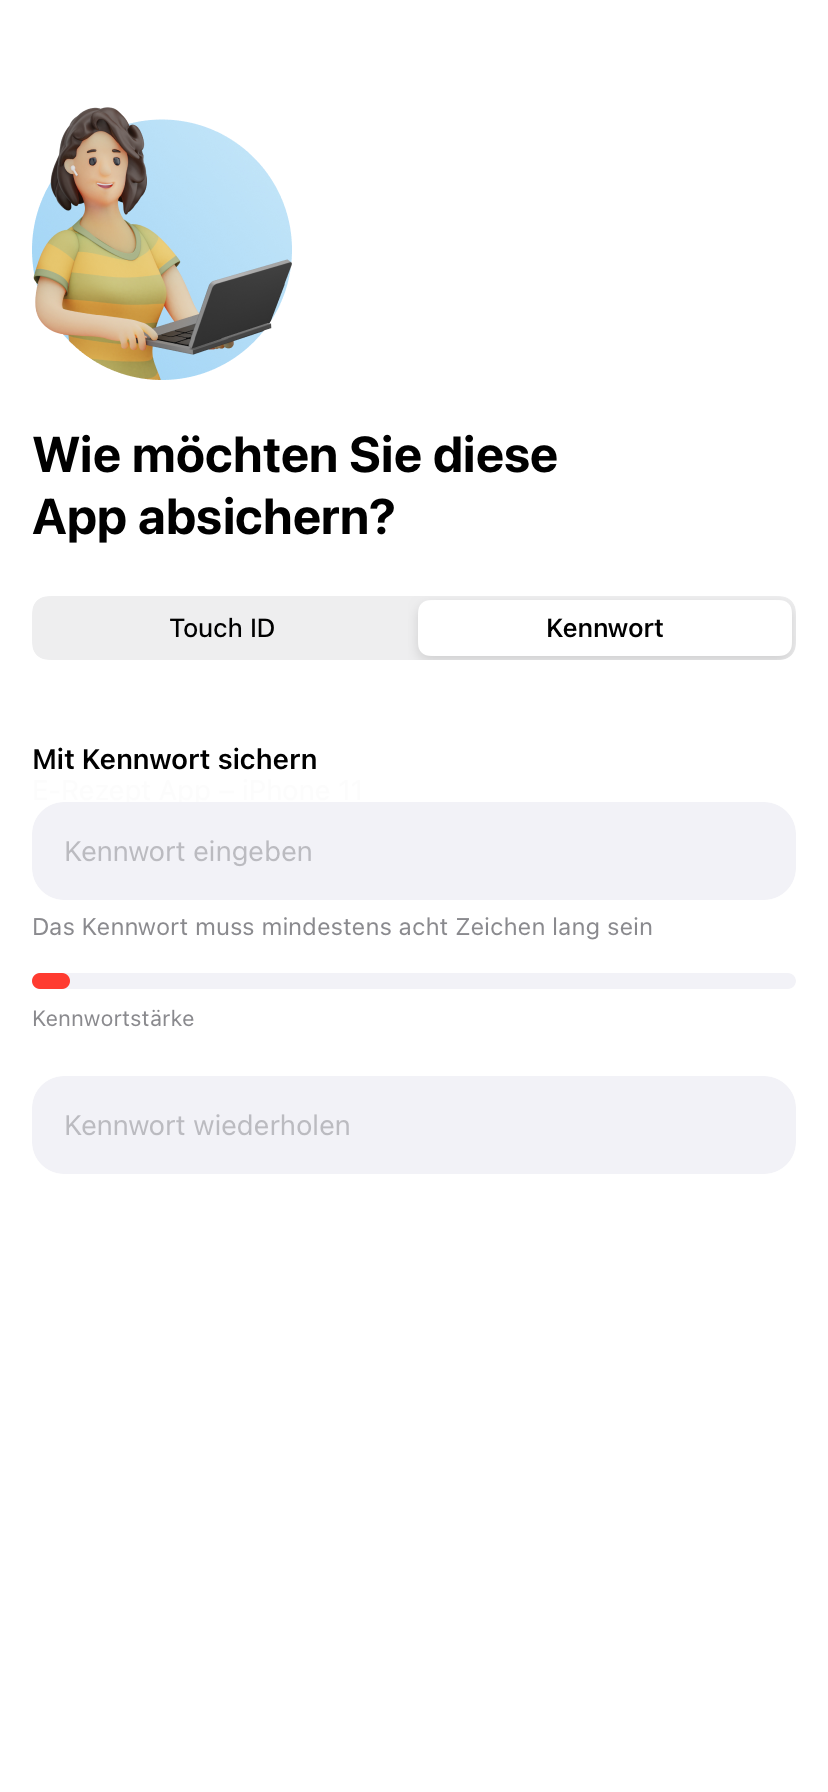 Wie möchten Sie diese
App absichern?
Touch ID
Kennwort
Mit Kennwort sichern
E-Rezept App – iPhone 11
Kennwort eingeben
Das Kennwort muss mindestens acht Zeichen lang sein
Kennwortstärke
Kennwort wiederholen